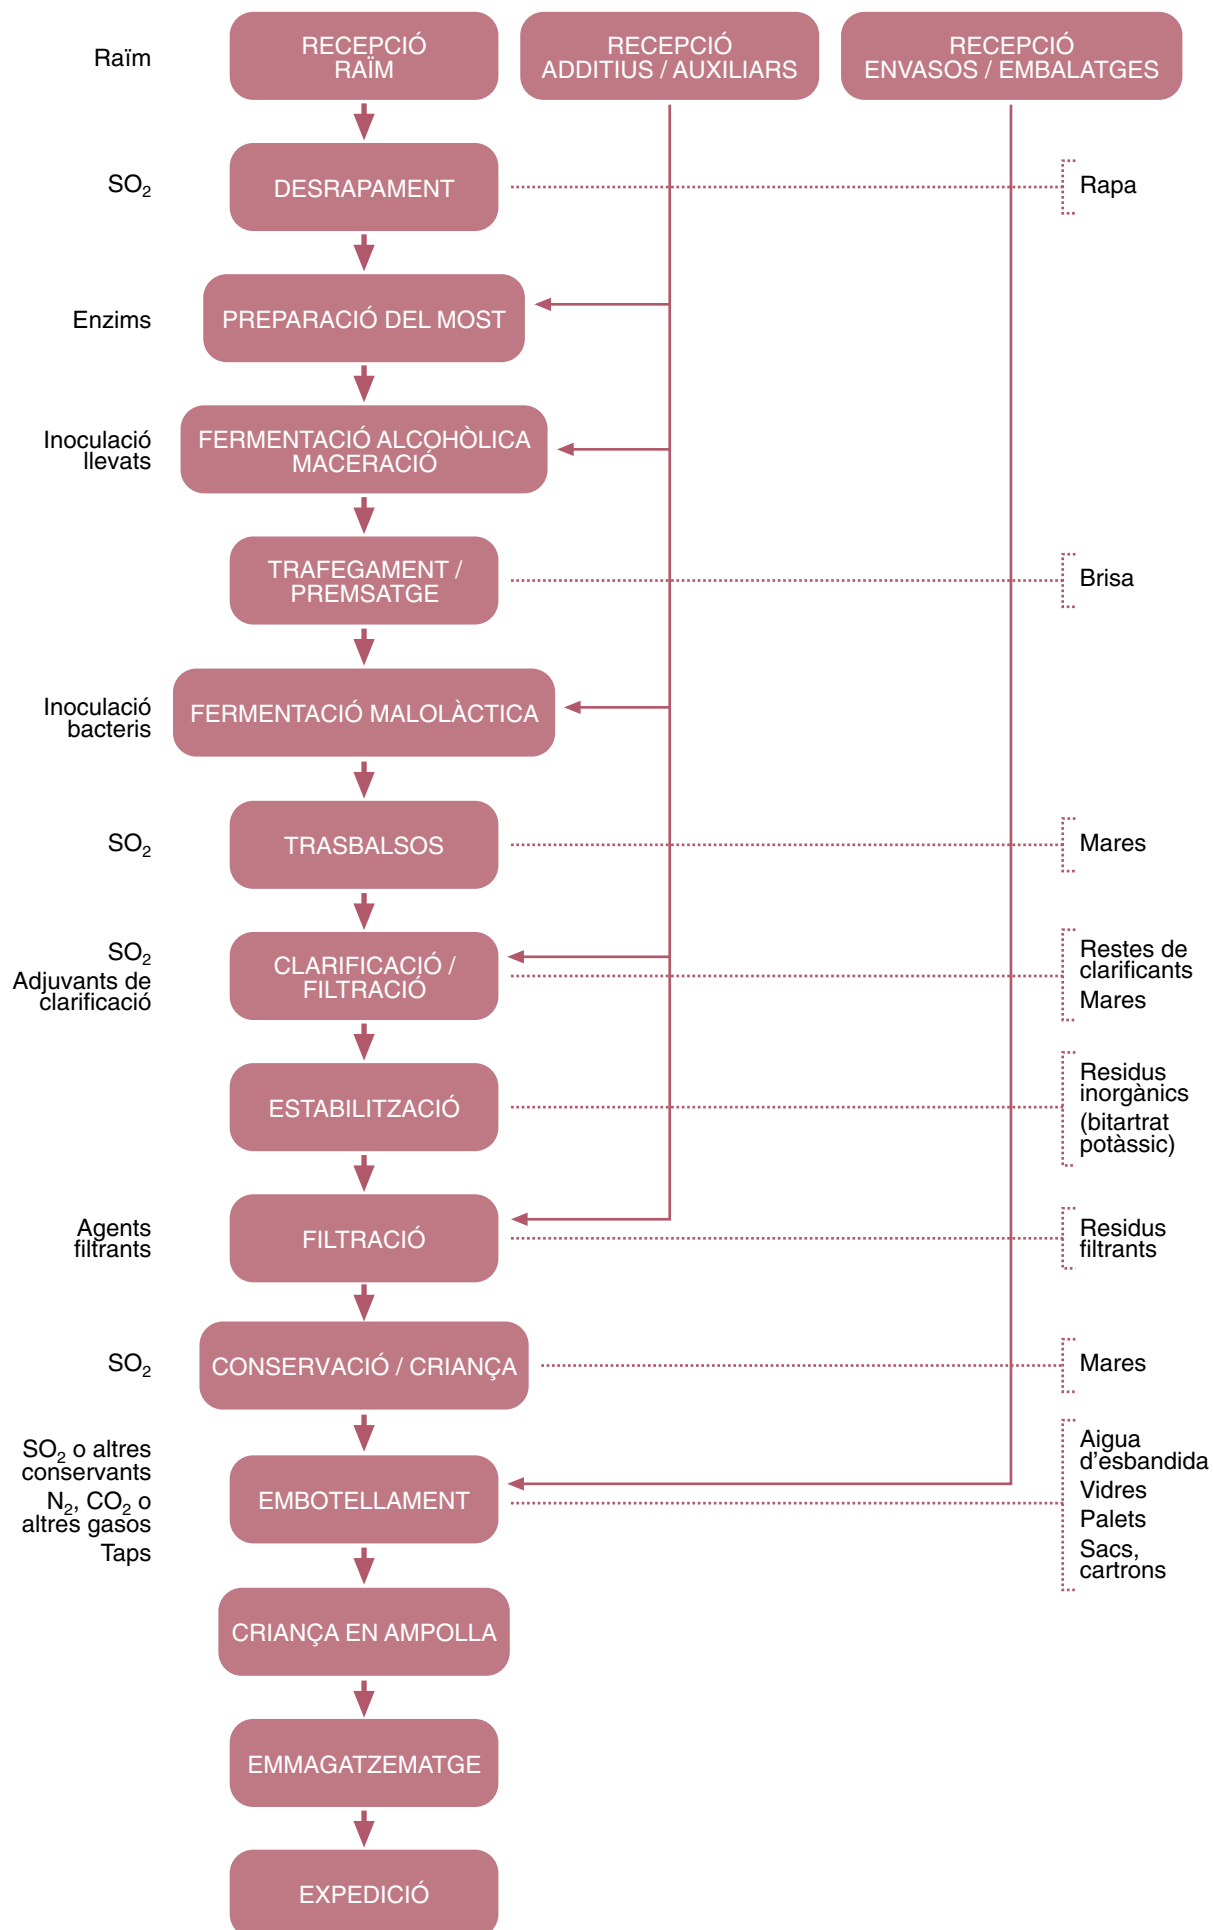 Raïm
RECEPCIÓ
RAÏM
RECEPCIÓ
ADDITIUS / AUXILIARS
RECEPCIÓ
ENVASOS / EMBALATGES
SO₂
DESRAPAMENT
Rapa
Enzims
PREPARACIÓ DEL MOST
Inoculació
llevats
FERMENTACIÓ ALCOHÒLICA
MACERACIÓ
TRAFEGAMENT /
PREMSATGE
Brisa
Inoculació
bacteris
FERMENTACIÓ MALOLÀCTICA
SO₂
TRASBALSOS
Mares
SO₂
Adjuvants de
clarificació
CLARIFICACIÓ /
FILTRACIÓ
Restes de
clarificants
Mares
ESTABILITZACIÓ
Residus
inorgànics
(bitartrat
potàssic)
Agents
filtrants
FILTRACIÓ
Residus
filtrants
SO₂
CONSERVACIÓ / CRIANÇA
Mares
SO₂ o altres
conservants
N₂, CO₂ o
altres gasos
Taps
EMBOTELLAMENT
Aigua
d'esbandida
Vidres
Palets
Sacs,
cartrons
CRIANÇA EN AMPOLLA
EMMAGATZEMATGE
EXPEDICIÓ